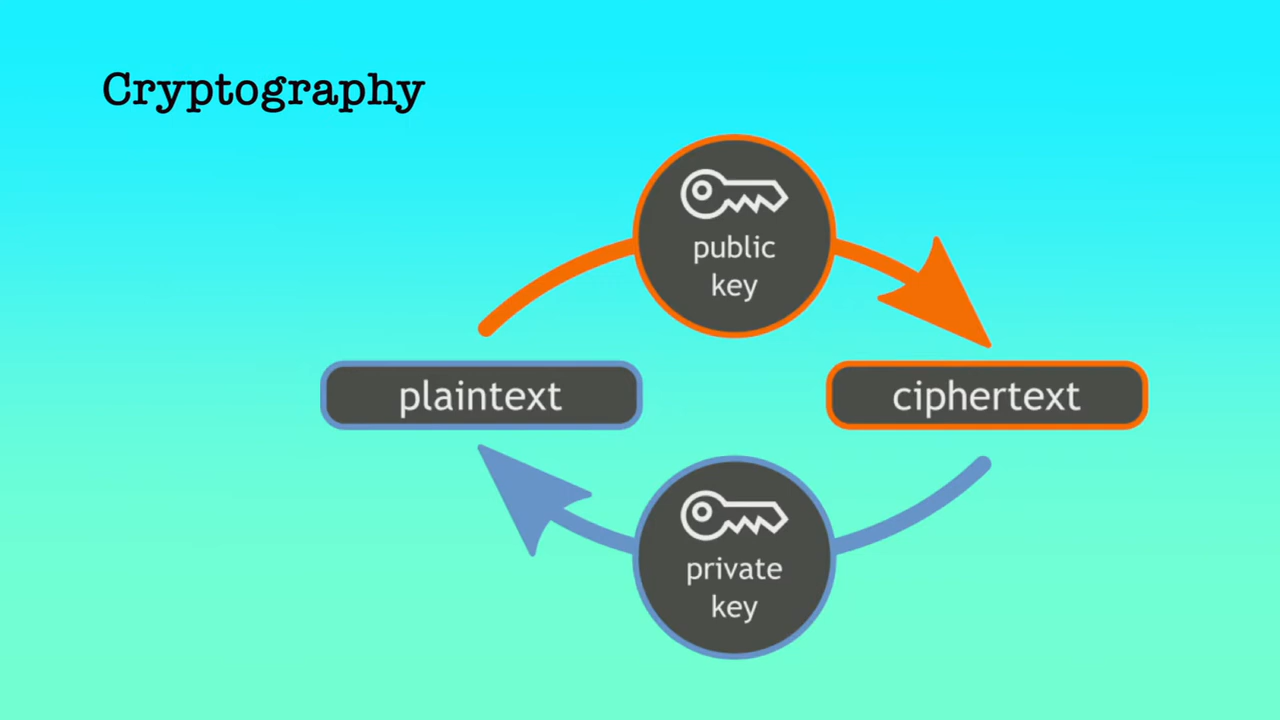 Cryptography
public
key
plaintext
ciphertext
private
key